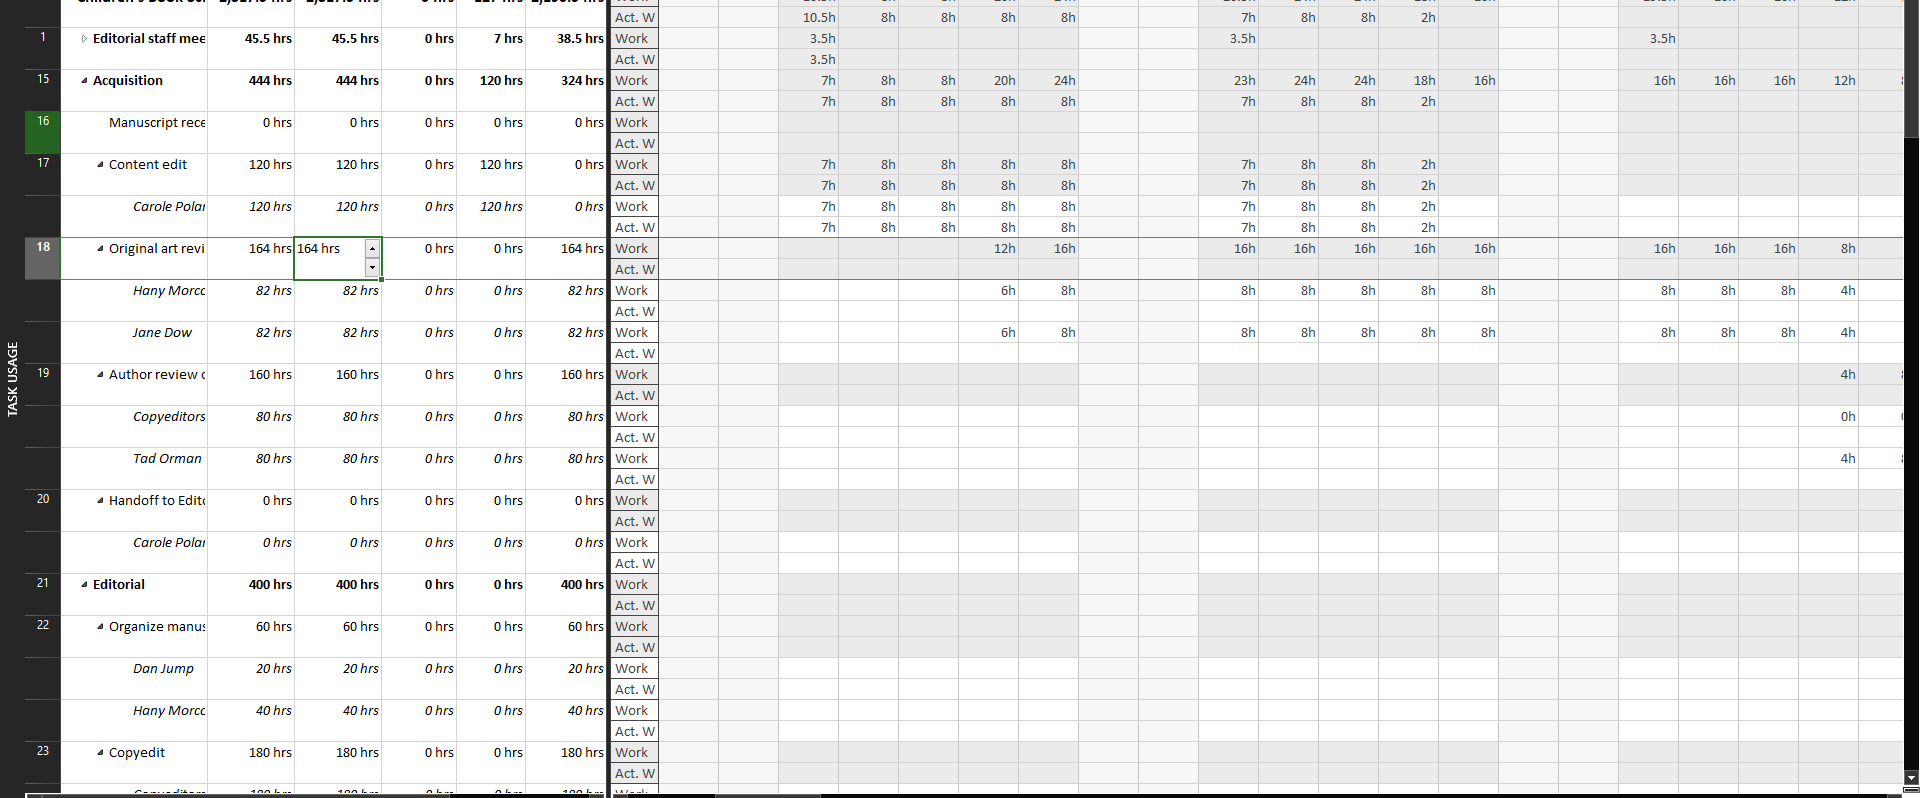 Act. W 10.5h 8h 8h 8h 8h 7h 8h 8h 2h
1 Editorial staff mee 45.5 hrs 45.5 hrs 0 hrs 7 hrs 38.5 hrs Work 3.5h 3.5h 3.5h
Act. W 3.5h
15 Acquisition 444 hrs 444 hrs 0 hrs 120 hrs 324 hrs Work 7h 8h 8h 20h 24h 23h 24h 24h 18h 16h 16h 16h 16h 12h
Act. W 7h 8h 8h 8h 8h 7h 8h 8h 2h
16 Manuscript rece 0 hrs 0 hrs 0 hrs 0 hrs 0 hrs Work
Act. W
17 Content edit 120 hrs 120 hrs 0 hrs 120 hrs 0 hrs Work 7h 8h 8h 8h 8h 7h 8h 8h 2h
Act. W 7h 8h 8h 8h 8h 7h 8h 8h 2h
Carole Polar 120 hrs 120 hrs 0 hrs 120 hrs 0 hrs Work 7h 8h 8h 8h 8h 7h 8h 8h 2h
Act. W 7h 8h 8h 8h 8h 7h 8h 8h 2h
18 Original art revi 164 hrs 164 hrs 0 hrs 0 hrs 164 hrs Work 12h 16h 16h 16h 16h 16h 16h 16h 16h 16h 8h
Act. W
Hany Morco 82 hrs 82 hrs 0 hrs 0 hrs 82 hrs Work 6h 8h 8h 8h 8h 8h 8h 8h 8h 8h 4h
Act. W
Jane Dow 82 hrs 82 hrs 0 hrs 0 hrs 82 hrs Work 6h 8h 8h 8h 8h 8h 8h 8h 8h 8h 4h
Act. W
TASK USAGE
19 Author review o 160 hrs 160 hrs 0 hrs 0 hrs 160 hrs Work 4h
Act. W
Copyeditors 80 hrs 80 hrs 0 hrs 0 hrs 80 hrs Work 0h
Act. W
Tad Orman 80 hrs 80 hrs 0 hrs 0 hrs 80 hrs Work 4h
Act. W
20 Handoff to Edito 0 hrs 0 hrs 0 hrs 0 hrs 0 hrs Work
Act. W
Carole Polar 0 hrs 0 hrs 0 hrs 0 hrs 0 hrs Work
Act. W
21 Editorial 400 hrs 400 hrs 0 hrs 0 hrs 400 hrs Work
Act. W
22 Organize manus 60 hrs 60 hrs 0 hrs 0 hrs 60 hrs Work
Act. W
Dan Jump 20 hrs 20 hrs 0 hrs 0 hrs 20 hrs Work
Act. W
Hany Morco 40 hrs 40 hrs 0 hrs 0 hrs 40 hrs Work
Act. W
23 Copyedit 180 hrs 180 hrs 0 hrs 0 hrs 180 hrs Work
Act. W